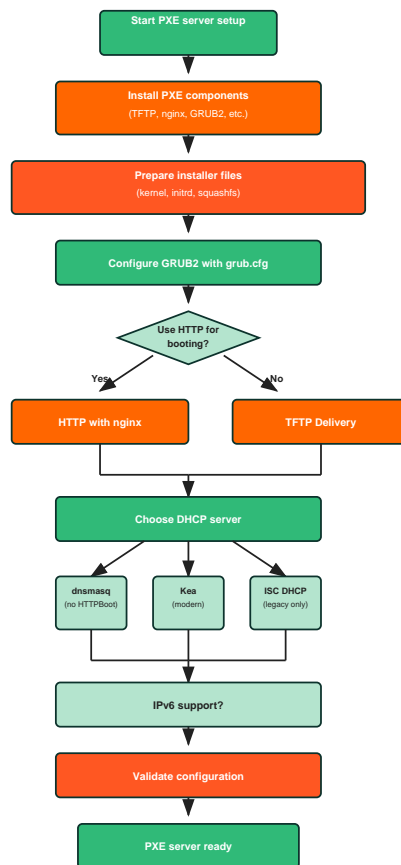 Start PXE server setup
Install PXE components
(TFTP, nginx, GRUB2, etc.)
Prepare installer files
(kernel, initrd, squashfs)
Configure GRUB2 with grub.cfg
Use HTTP for
booting?
Yes
No
HTTP with nginx
TFTP Delivery
Choose DHCP server
dnsmasq
(no HTTPBoot)
Kea
(modern)
ISC DHCP
(legacy only)
IPv6 support?
Validate configuration
PXE server ready